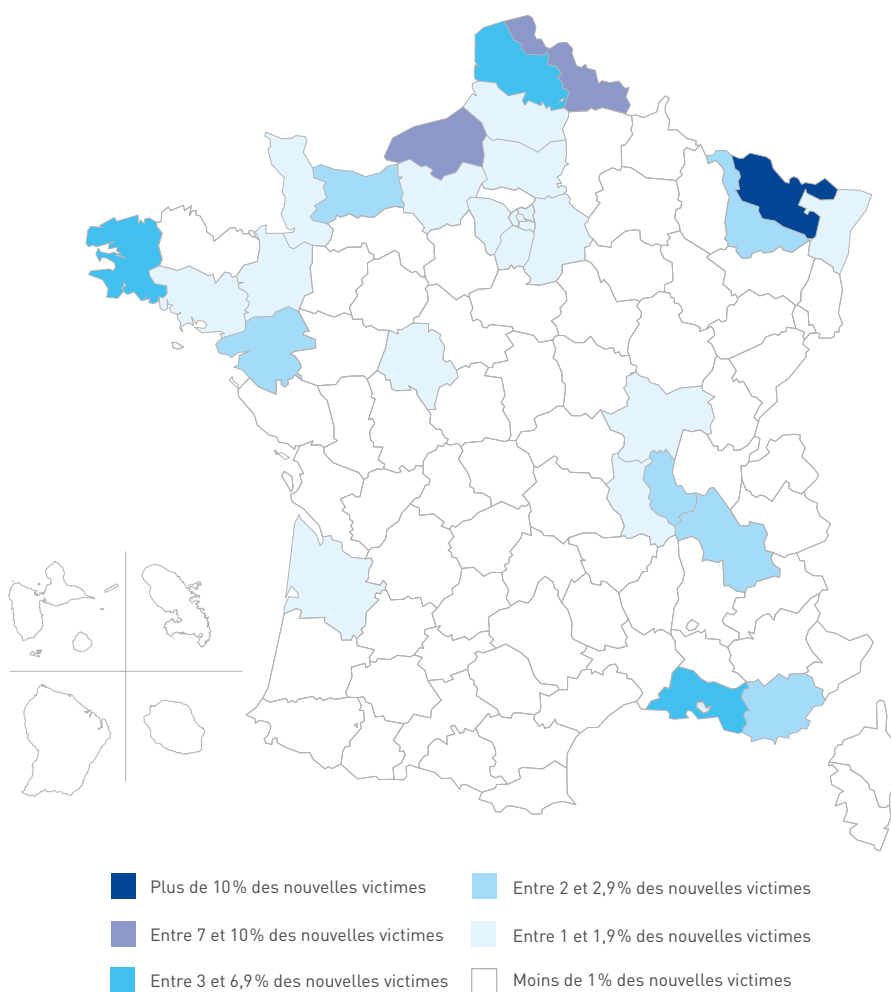 Plus de 10% des nouvelles victimes
Entre 7 et 10% des nouvelles victimes
Entre 3 et 6,9% des nouvelles victimes
Entre 2 et 2,9% des nouvelles victimes
Entre 1 et 1,9% des nouvelles victimes
Moins de 1% des nouvelles victimes